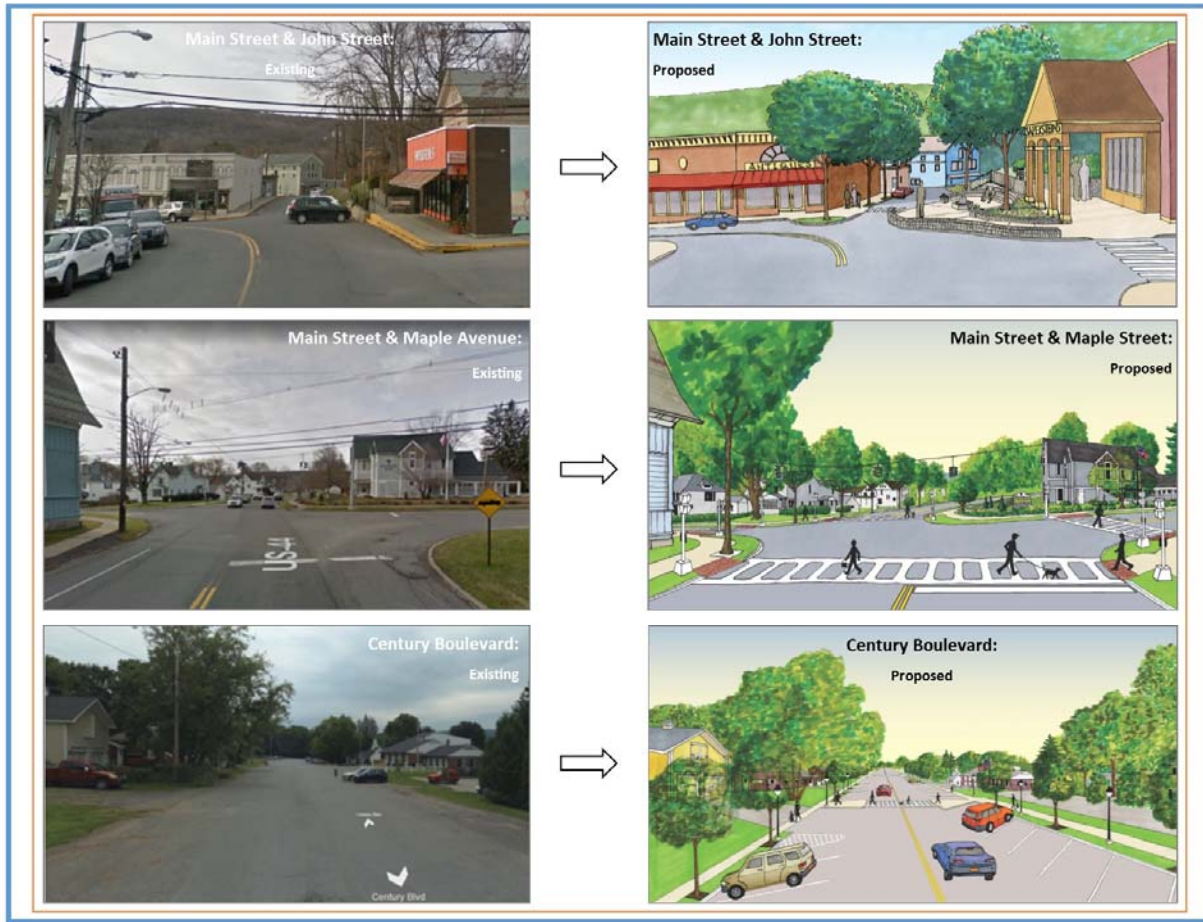 Main Street & John Street:
Existing
Main Street & John Street:
Proposed
ANTIQUES
Main Street & Maple Avenue:
Existing
US-44
Main Street & Maple Street:
Proposed
Century Boulevard:
Existing
Century Blvd
Century Boulevard:
Proposed